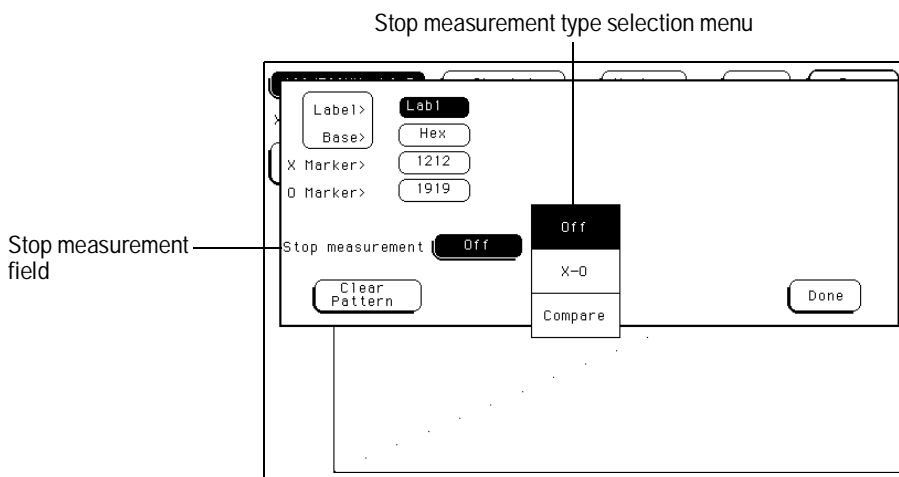 Stop measurement type selection menu
Label> Lab1
Base> Hex
X Marker> 1212
O Marker> 1919
Stop measurement field
Stop measurement Off
Off
X-O
Compare
Clear Pattern
Done